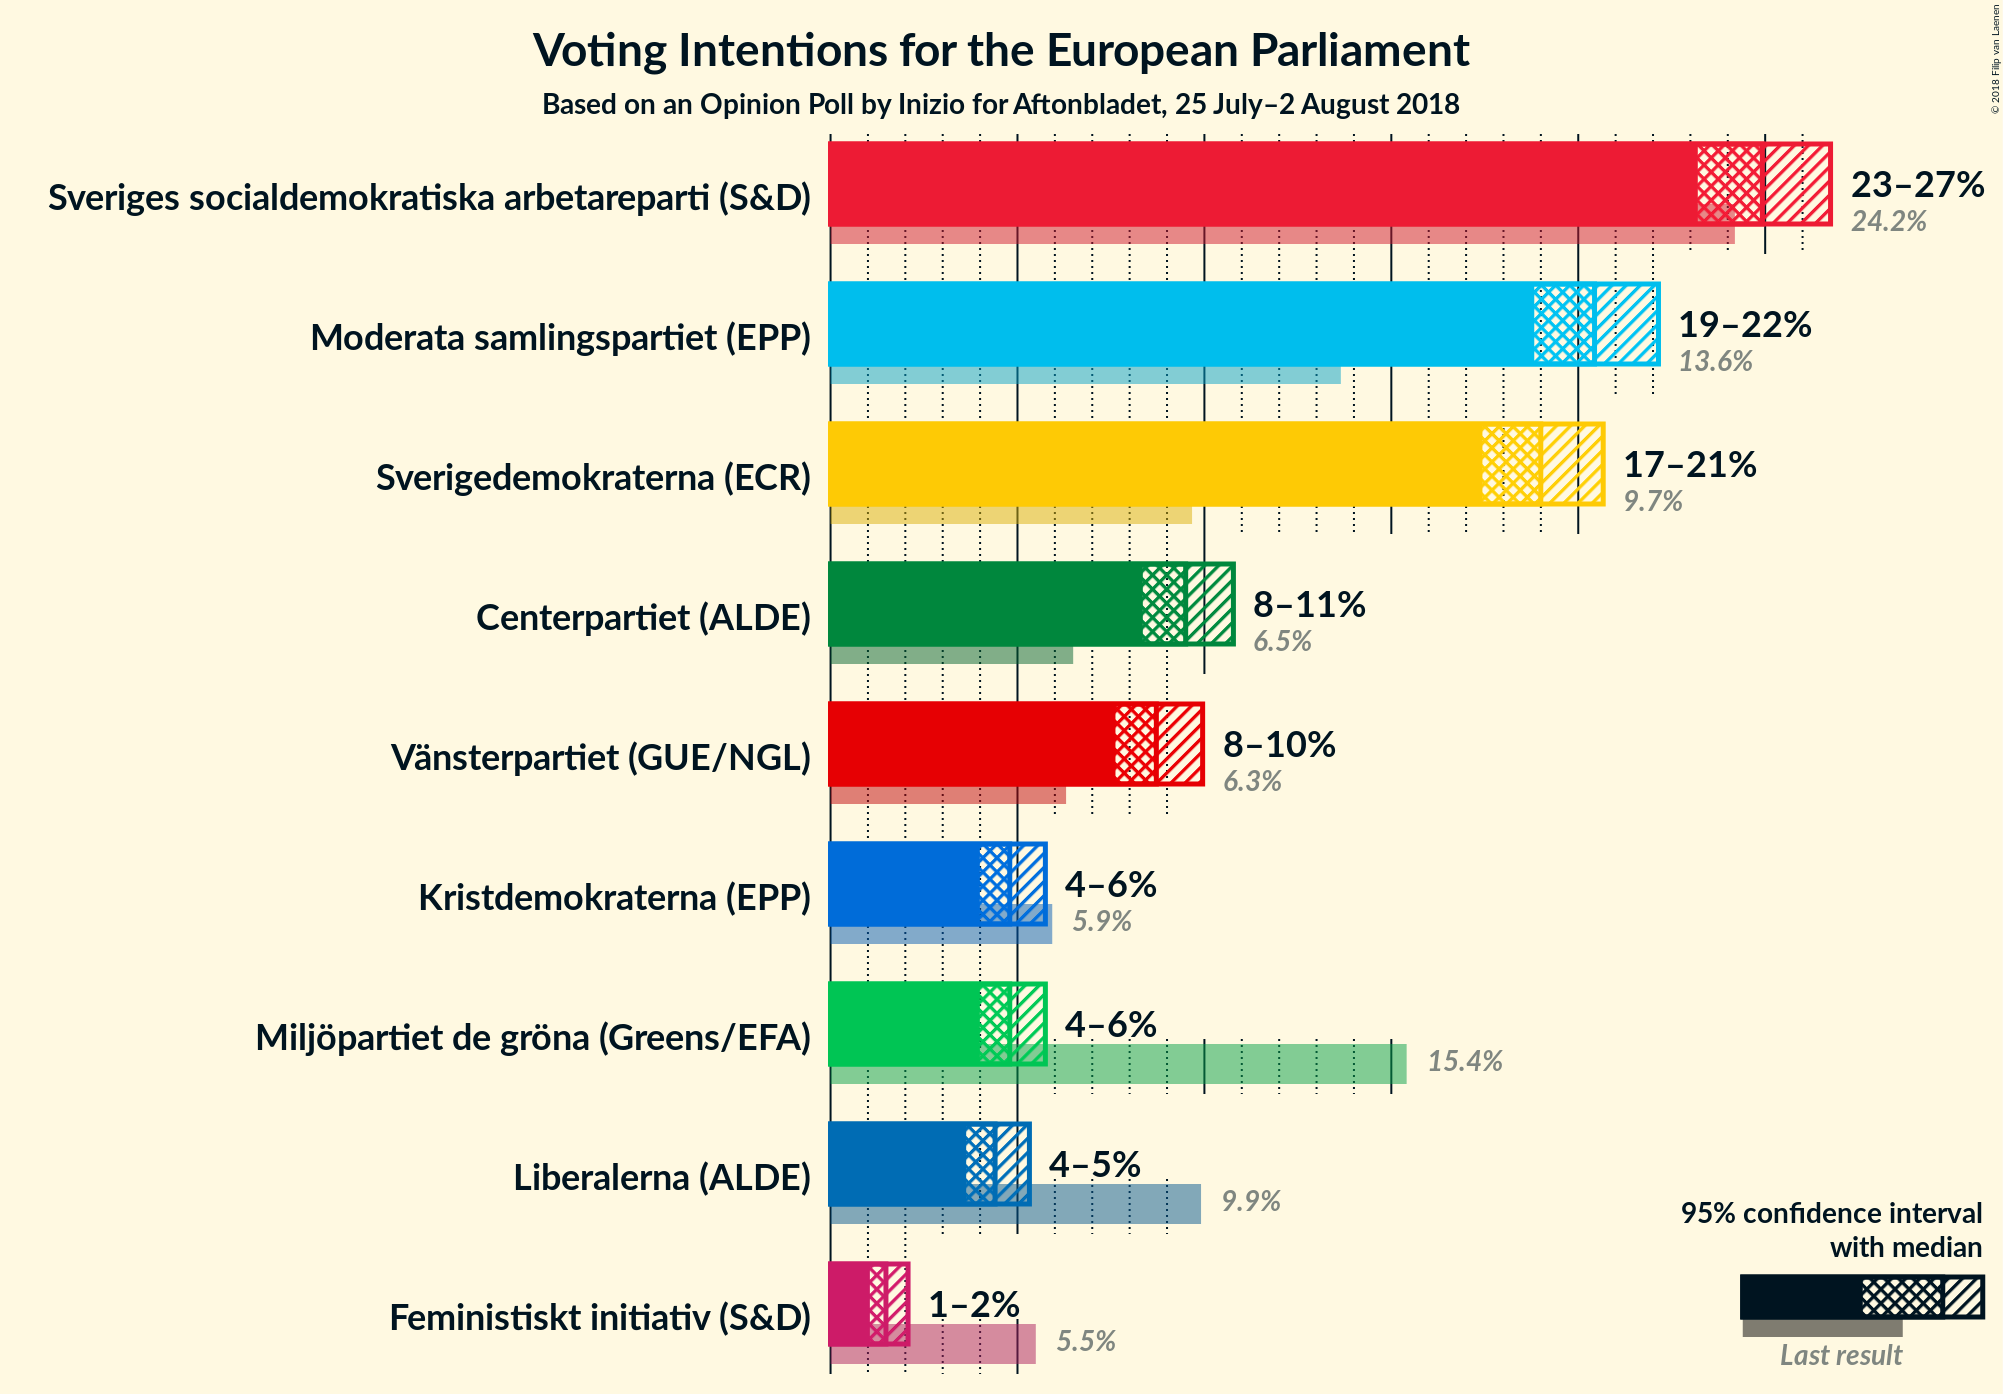 Voting Intentions for the European Parliament
Based on an Opinion Poll by Inizio for Aftonbladet, 25 July–2 August 2018
© 2018 Filip van Laenen
Sveriges socialdemokratiska arbetareparti (S&D)
23–27%
24.2%
Moderata samlingspartiet (EPP)
19–22%
13.6%
Sverigedemokraterna (ECR)
17–21%
9.7%
Centerpartiet (ALDE)
8–11%
6.5%
Vänsterpartiet (GUE/NGL)
8–10%
6.3%
Kristdemokraterna (EPP)
4–6%
5.9%
Miljöpartiet de gröna (Greens/EFA)
4–6%
15.4%
Liberalerna (ALDE)
4–5%
9.9%
Feministiskt initiativ (S&D)
1–2%
5.5%
95% confidence interval
with median
Last result